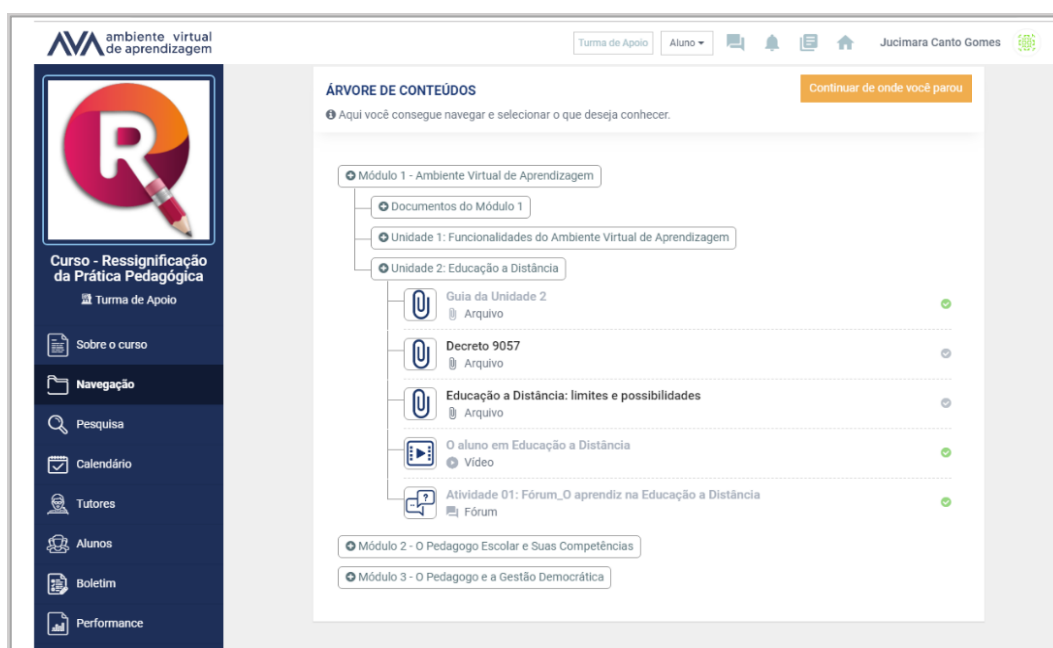 AVA ambiente virtual
de aprendizagem
Turma de Apoio
Aluno
Jucimara Canto Gomes
R
Curso - Ressignificação
da Prática Pedagógica
Turma de Apoio
Sobre o curso
Navegação
Pesquisa
Calendário
Tutores
Alunos
Boletim
Performance
ÁRVORE DE CONTEÚDOS
Continuar de onde você parou
Aqui você consegue navegar e selecionar o que deseja conhecer.
Módulo 1 - Ambiente Virtual de Aprendizagem
Documentos do Módulo 1
Unidade 1: Funcionalidades do Ambiente Virtual de Aprendizagem
Unidade 2: Educação a Distância
Guia da Unidade 2
Arquivo
Decreto 9057
Arquivo
Educação a Distância: limites e possibilidades
Arquivo
O aluno em Educação a Distância
Vídeo
Atividade 01: Fórum_O aprendiz na Educação a Distância
Fórum
Módulo 2 - O Pedagogo Escolar e Suas Competências
Módulo 3 - O Pedagogo e a Gestão Democrática